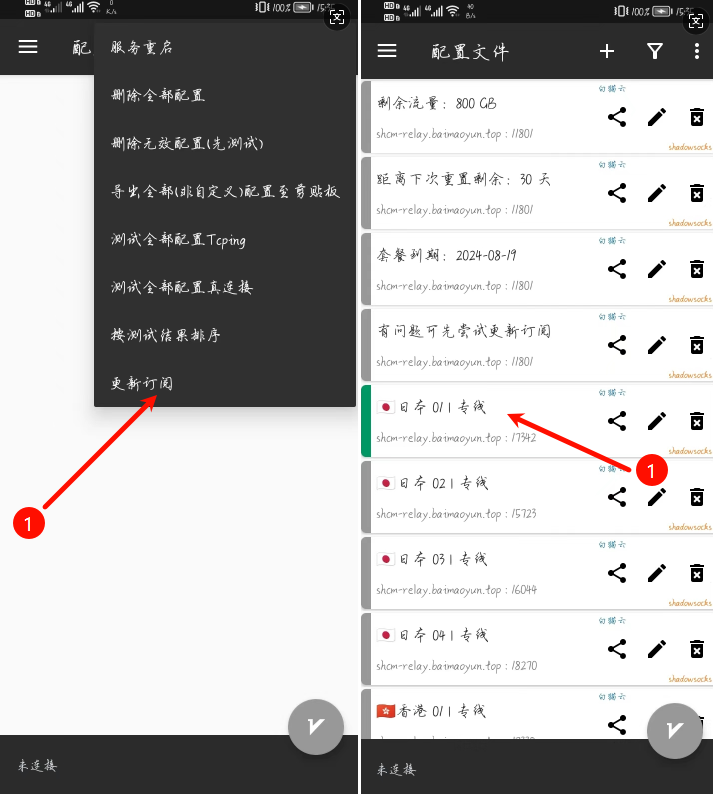 配
服务重启
删除全部配置
删除无效配置(先测试)
导出全部(非自定义)配置至剪贴板
测试全部配置Tcping
测试全部配置真连接
按测试结果排序
更新订阅
1
未连接
配置文件
剩余流量：800 GB
shcm-relay.baimaoyun.top : 11801
shadowsocks
距离下次重置剩余：30 天
shcm-relay.baimaoyun.top : 11801
shadowsocks
套餐到期：2024-08-19
shcm-relay.baimaoyun.top : 11801
shadowsocks
有问题可先尝试更新订阅
shcm-relay.baimaoyun.top : 11801
shadowsocks
🇯🇵日本 01 | 专线
shcm-relay.baimaoyun.top : 17342
shadowsocks
1
🇯🇵日本 02 | 专线
shcm-relay.baimaoyun.top : 15723
shadowsocks
🇯🇵日本 03 | 专线
shcm-relay.baimaoyun.top : 16044
shadowsocks
🇯🇵日本 04 | 专线
shcm-relay.baimaoyun.top : 18270
shadowsocks
🇭🇰香港 01 | 专线
未连接